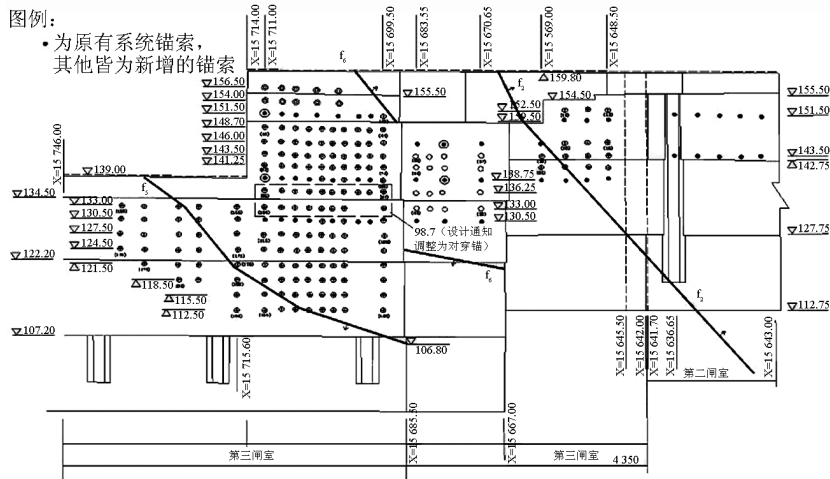 图例：
•为原有系统锚索，
其他皆为新增的锚索
X=15 746.00
X=15 714.00
X=15 711.00
X=15 699.50
X=15 683.55
X=15 670.65
X=15 569.00
X=15 648.50
156.50
154.00
151.50
148.70
146.00
143.50
141.25
139.00
134.50
133.00
130.50
127.50
124.50
122.20
121.50
118.50
115.50
112.50
107.20
f₅
f₆
155.50
f₂
159.80
154.50
152.50
138.75
136.25
133.00
130.50
98.7（设计通知
调整为对穿锚）
f₆
f₂
106.80
155.50
151.50
143.50
142.75
127.75
112.75
X=15 715.60
X=15 685.50
X=15 667.00
X=15 645.50
X=15 642.00
X=15 641.70
X=15 636.65
X=15 643.00
第二闸室
第三闸室
第三闸室
4 350